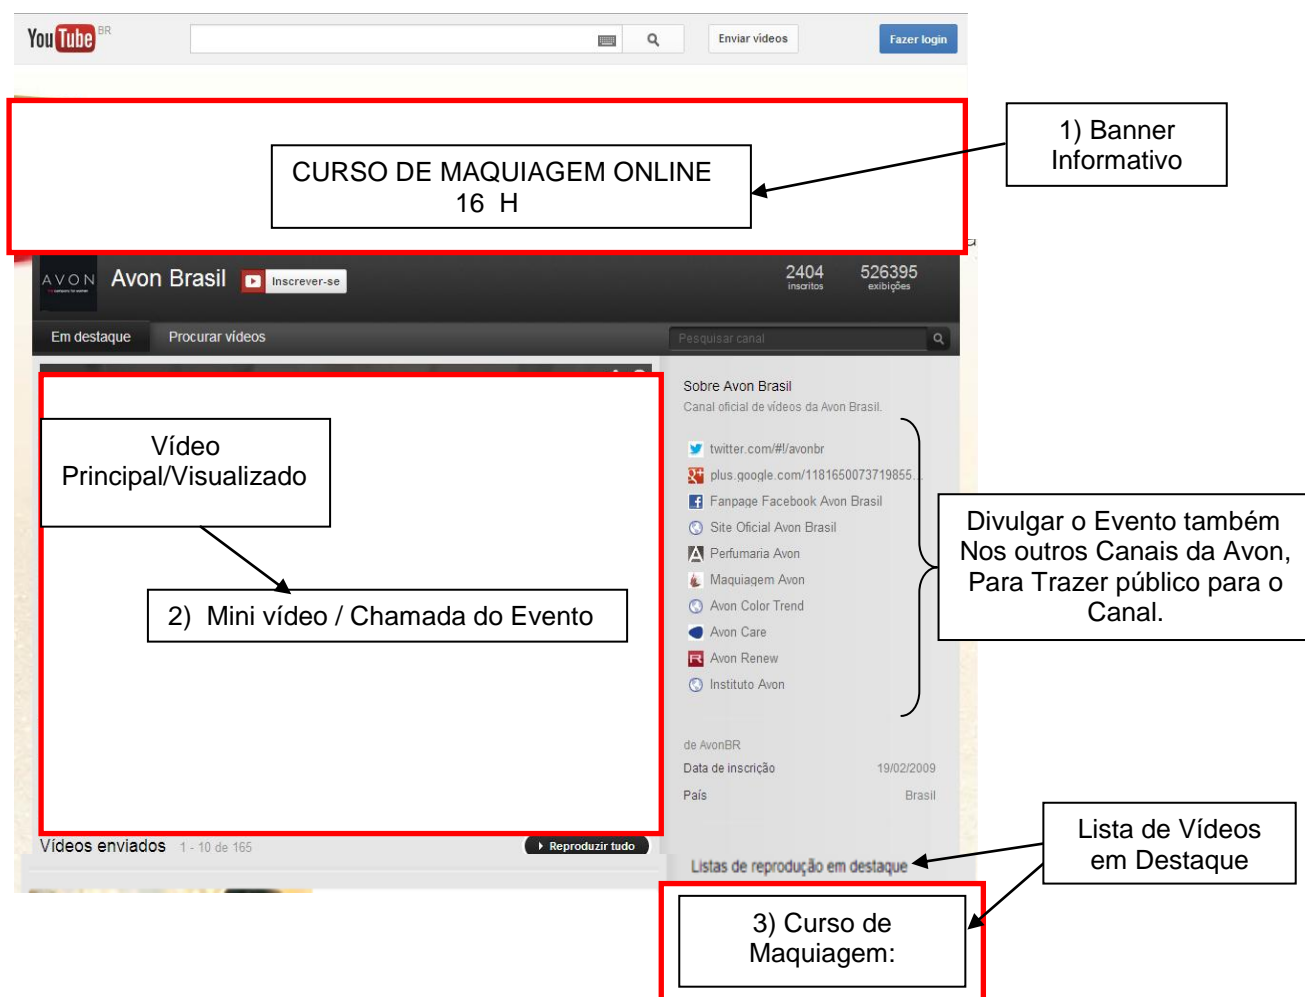 YouTube BR
Enviar vídeos
Fazer login
1) Banner
Informativo
CURSO DE MAQUIAGEM ONLINE
16 H
AVON
Avon Brasil
Inscrever-se
2404
inscritos
526395
exibições
Em destaque
Procurar vídeos
Pesquisar canal
Vídeo
Principal/Visualizado
2) Mini vídeo / Chamada do Evento
Sobre Avon Brasil
Canal oficial de vídeos da Avon Brasil.
twitter.com/#!/avonbr
plus.google.com/1181650073719855...
Fanpage Facebook Avon Brasil
Site Oficial Avon Brasil
Perfumaria Avon
Maquiagem Avon
Avon Color Trend
Avon Care
Avon Renew
Instituto Avon
Divulgar o Evento também
Nos outros Canais da Avon,
Para Trazer público para o
Canal.
de AvonBR
Data de inscrição 19/02/2009
País Brasil
Vídeos enviados 1 - 10 de 165
Reproduzir tudo
Listas de reprodução em destaque
Lista de Vídeos
em Destaque
3) Curso de
Maquiagem: